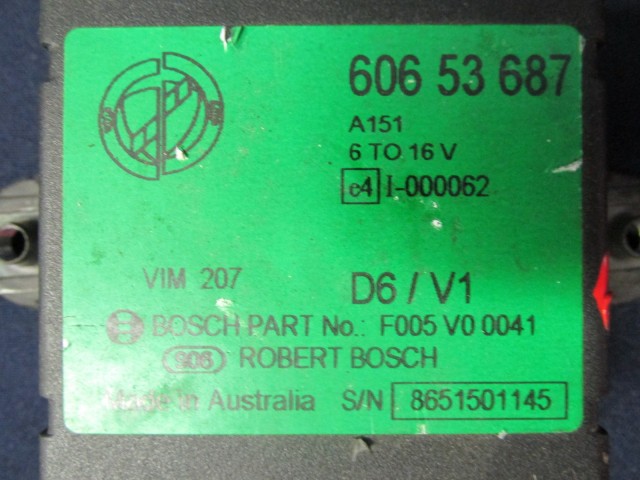 606 53 687
A151
6 TO 16 V
e4 I-000062
VIM 207 D6 / V1
BOSCH PART No.: F005 V0 0041
906 ROBERT BOSCH
Made in Australia S/N 8651501145